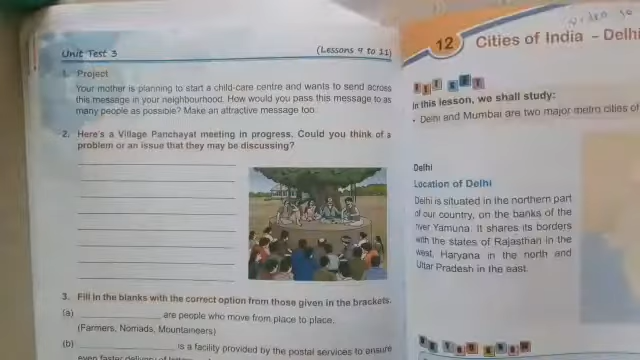 Unit Test 3
(Lessons 9 to 11)
1. Project
Your mother is planning to start a child-care centre and wants to send across
this message in your neighbourhood. How would you pass this message to as
many people as possible? Make an attractive message too.
2. Here's a Village Panchayat meeting in progress. Could you think of a
problem or an issue that they may be discussing?
3. Fill in the blanks with the correct option from those given in the brackets.
(a) ____________ are people who move from place to place.
(Farmers, Nomads, Mountaineers)
(b) ____________ is a facility provided by the postal services to ensure
even faster delivery of
12 Cities of India – Delhi
In this lesson, we shall study:
• Delhi and Mumbai are two major metro cities of
Delhi
Location of Delhi
Delhi is situated in the northern part
of our country, on the banks of the
river Yamuna. It shares its borders
with the states of Rajasthan in the
west, Haryana in the north and
Uttar Pradesh in the east.